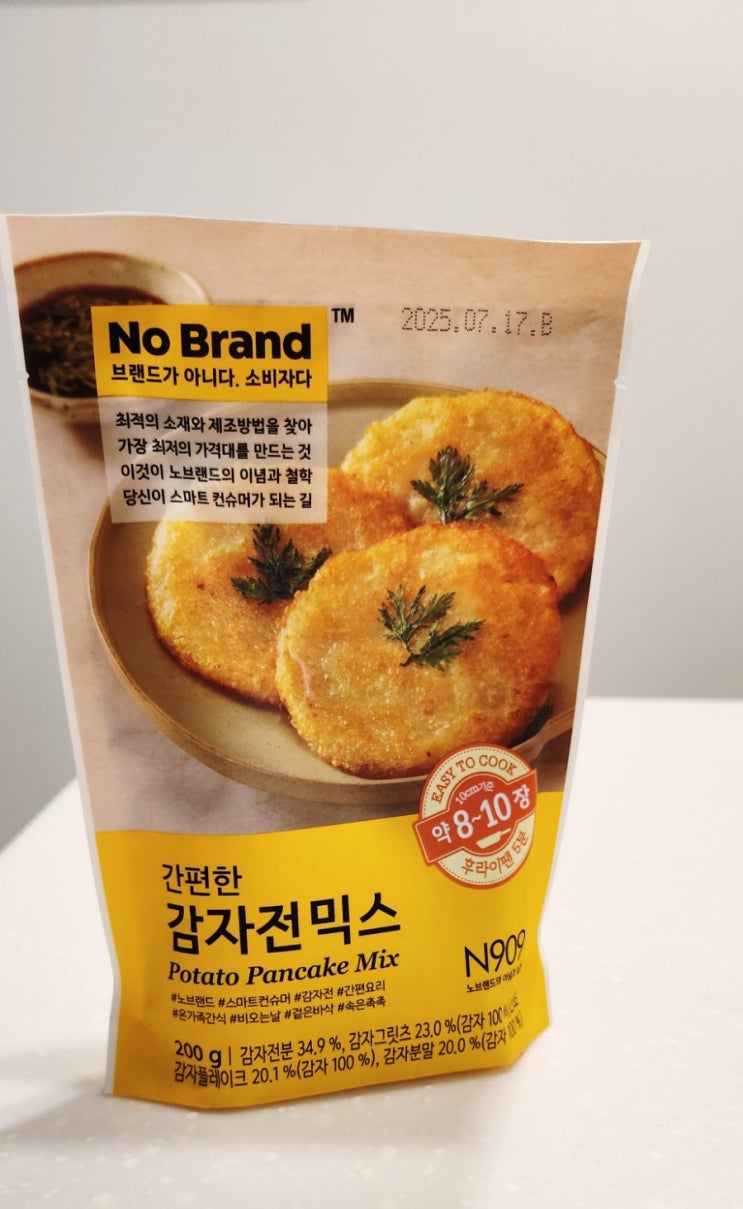 No Brand
TM
브랜드가 아니다. 소비자다
2025.07.17.B
최적의 소재와 제조방법을 찾아
가장 최저의 가격대를 만드는 것
이것이 노브랜드의 이념과 철학
당신이 스마트 컨슈머가 되는 길
EASY TO COOK
10cm기준
약 8~10 장
후라이팬 5분
간편한
감자전믹스
Potato Pancake Mix
N909
#노브랜드 #스마트컨슈머 #감자전 #간편요리
#온가족간식 #비오는날 #겉은바삭 #속은촉촉
200 g | 감자전분 34.9 %, 감자그릿츠 23.0 %(감자 100 %)
감자플레이크 20.1 %(감자 100 %), 감자분말 20.0 %(감자 100 %)